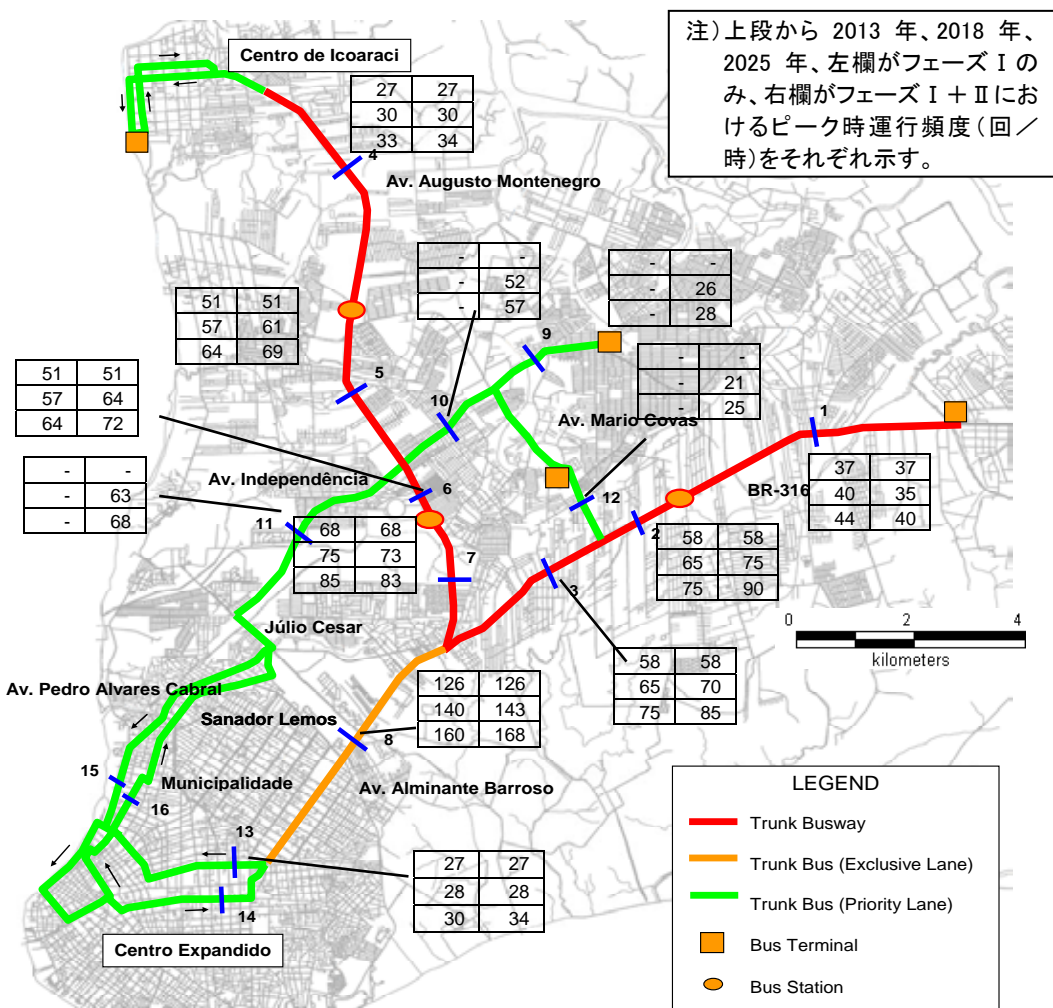 注）上段から 2013 年、2018 年、
2025 年、左欄がフェーズ I の
み、右欄がフェーズ I + II にお
けるピーク時運行頻度（回／
時）をそれぞれ示す。
Centro de Icoaraci
27 27
30 30
33 34
4
Av. Augusto Montenegro
- -
- 52
- 57
- -
- 26
- 28
51 51
57 61
64 69
9
- -
- 21
- 25
51 51
57 64
64 72
5
10
Av. Mario Covas
1
37 37
40 35
44 40
BR-316
- -
- 63
- 68
Av. Independência
6
12
11
68 68
75 73
85 83
7
2
58 58
65 75
75 90
3
0 2 4
kilometers
Júlio Cesar
58 58
65 70
75 85
Av. Pedro Alvares Cabral
126 126
140 143
160 168
Sanador Lemos
8
15
Municipalidade
16
Av. Alminante Barroso
13
27 27
28 28
30 34
14
Centro Expandido
LEGEND
Trunk Busway
Trunk Bus (Exclusive Lane)
Trunk Bus (Priority Lane)
Bus Terminal
Bus Station